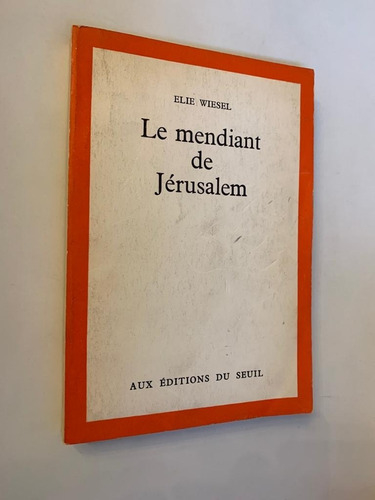 ELIE WIESEL
Le mendiant
de
Jérusalem
AUX ÉDITIONS DU SEUIL